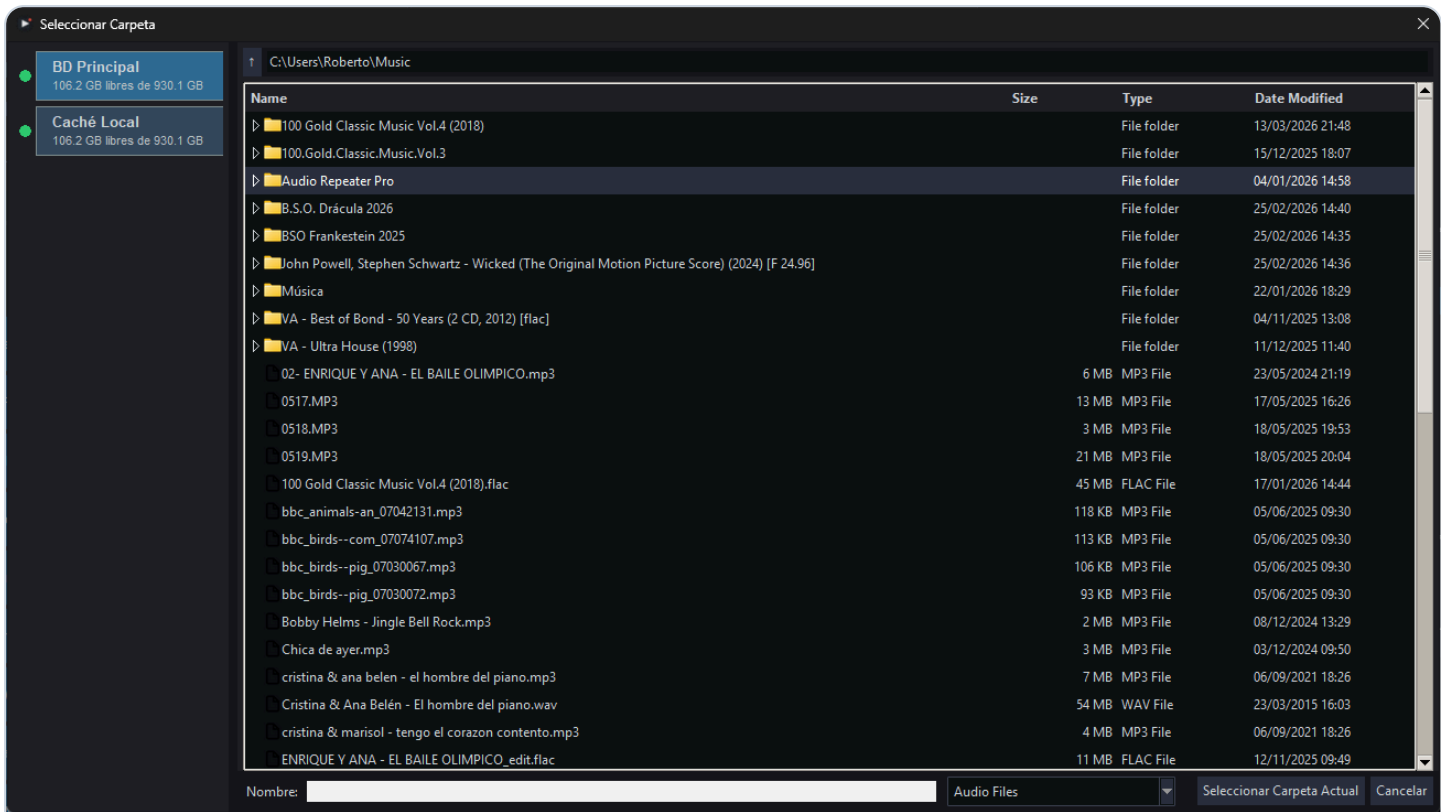 Seleccionar Carpeta
BD Principal
106.2 GB libres de 930.1 GB
Caché Local
106.2 GB libres de 930.1 GB
↑ C:\Users\Roberto\Music
Name Size Type Date Modified
100 Gold Classic Music Vol.4 (2018) File folder 13/03/2026 21:48
100.Gold.Classic.Music.Vol.3 File folder 15/12/2025 18:07
Audio Repeater Pro File folder 04/01/2026 14:58
B.S.O. Drácula 2026 File folder 25/02/2026 14:40
BSO Frankestein 2025 File folder 25/02/2026 14:35
John Powell, Stephen Schwartz - Wicked (The Original Motion Picture Score) (2024) [F 24.96] File folder 25/02/2026 14:36
Música File folder 22/01/2026 18:29
VA - Best of Bond - 50 Years (2 CD, 2012) [flac] File folder 04/11/2025 13:08
VA - Ultra House (1998) File folder 11/12/2025 11:40
02- ENRIQUE Y ANA - EL BAILE OLIMPICO.mp3 6 MB MP3 File 23/05/2024 21:19
0517.MP3 13 MB MP3 File 17/05/2025 16:26
0518.MP3 3 MB MP3 File 18/05/2025 19:53
0519.MP3 21 MB MP3 File 18/05/2025 20:04
100 Gold Classic Music Vol.4 (2018).flac 45 MB FLAC File 17/01/2026 14:44
bbc_animals-an_07042131.mp3 118 KB MP3 File 05/06/2025 09:30
bbc_birds--com_07074107.mp3 113 KB MP3 File 05/06/2025 09:30
bbc_birds--pig_07030067.mp3 106 KB MP3 File 05/06/2025 09:30
bbc_birds--pig_07030072.mp3 93 KB MP3 File 05/06/2025 09:30
Bobby Helms - Jingle Bell Rock.mp3 2 MB MP3 File 08/12/2024 13:29
Chica de ayer.mp3 3 MB MP3 File 03/12/2024 09:50
cristina & ana belen - el hombre del piano.mp3 7 MB MP3 File 06/09/2021 18:26
Cristina & Ana Belén - El hombre del piano.wav 54 MB WAV File 23/03/2015 16:03
cristina & marisol - tengo el corazon contento.mp3 4 MB MP3 File 06/09/2021 18:26
ENRIQUE Y ANA - EL BAILE OLIMPICO_edit.flac 11 MB FLAC File 12/11/2025 09:49
Nombre: Audio Files Seleccionar Carpeta Actual Cancelar